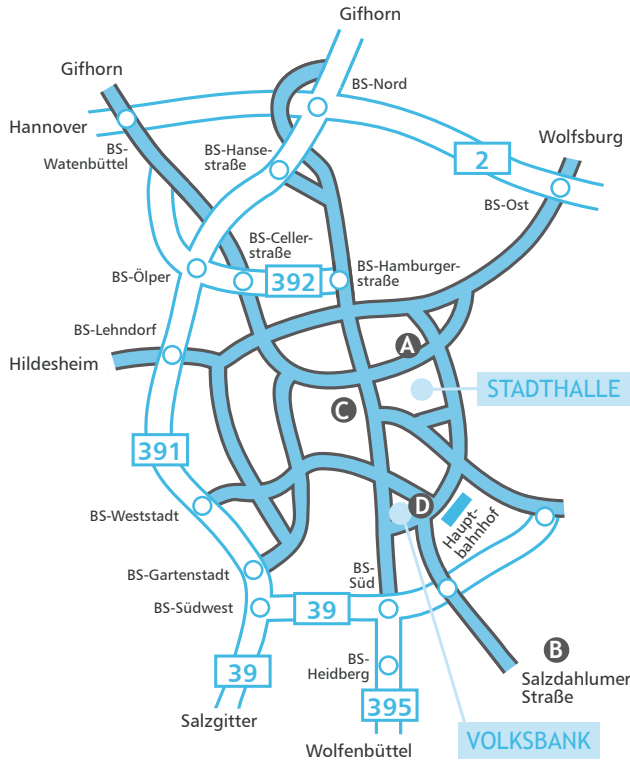 Gifhorn
Gifhorn
BS-Nord
Hannover
BS-
Watenbüttel
BS-Hanse-
straße
2
Wolfsburg
BS-Ost
BS-Celler-
straße
BS-Ölper
392
BS-Hamburger-
straße
BS-Lehndorf
Hildesheim
A
STADTHALLE
C
391
BS-Weststadt
D
Haupt-
bahnhof
BS-Gartenstadt
BS-
Süd
BS-Südwest
39
B
Salzdahlumer
Straße
39
BS-
Heidberg
395
Salzgitter
VOLKSBANK
Wolfenbüttel